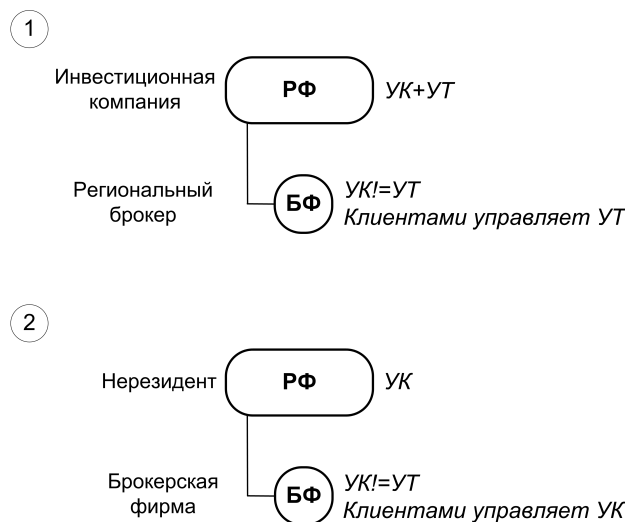 1
Инвестиционная
компания
РФ
УК+УТ
Региональный
брокер
БФ
УК!=УТ
Клиентами управляет УТ
2
Нерезидент
РФ
УК
Брокерская
фирма
БФ
УК!=УТ
Клиентами управляет УК